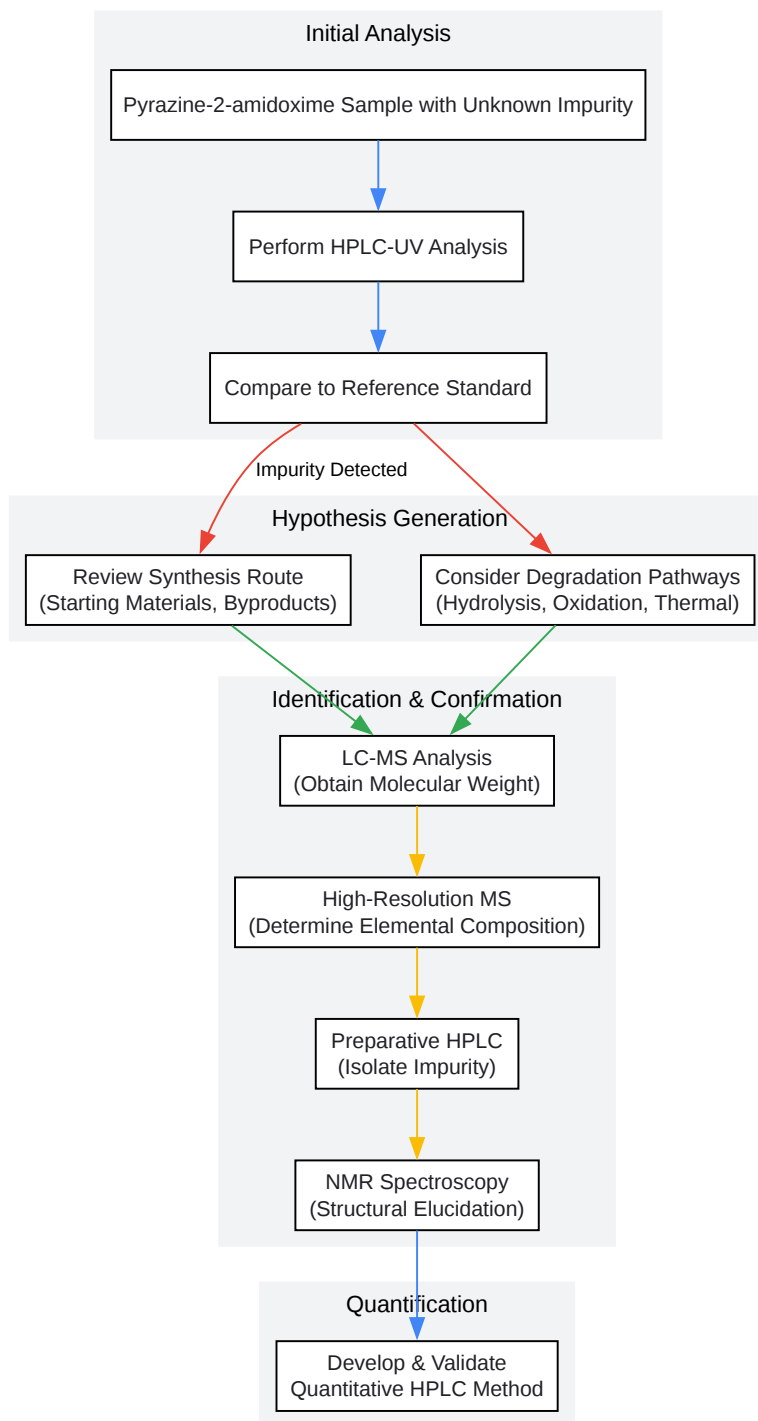 Initial Analysis
Pyrazine-2-amidoxime Sample with Unknown Impurity
Perform HPLC-UV Analysis
Compare to Reference Standard
Impurity Detected
Hypothesis Generation
Review Synthesis Route
(Starting Materials, Byproducts)
Consider Degradation Pathways
(Hydrolysis, Oxidation, Thermal)
Identification & Confirmation
LC-MS Analysis
(Obtain Molecular Weight)
High-Resolution MS
(Determine Elemental Composition)
Preparative HPLC
(Isolate Impurity)
NMR Spectroscopy
(Structural Elucidation)
Quantification
Develop & Validate
Quantitative HPLC Method